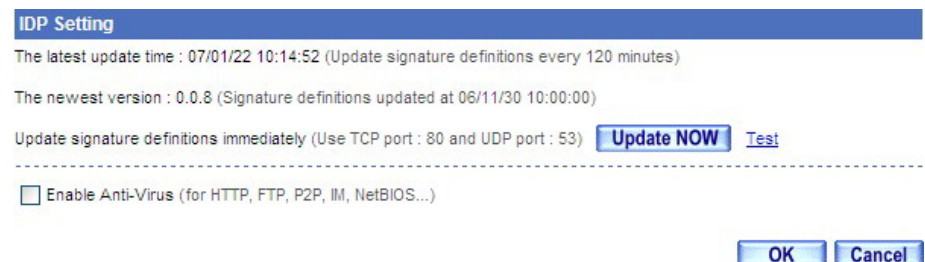 IDP Setting
The latest update time : 07/01/22 10:14:52 (Update signature definitions every 120 minutes)
The newest version : 0.0.8 (Signature definitions updated at 06/11/30 10:00:00)
Update signature definitions immediately (Use TCP port : 80 and UDP port : 53) Update NOW Test
Enable Anti-Virus (for HTTP, FTP, P2P, IM, NetBIOS...)
OK Cancel